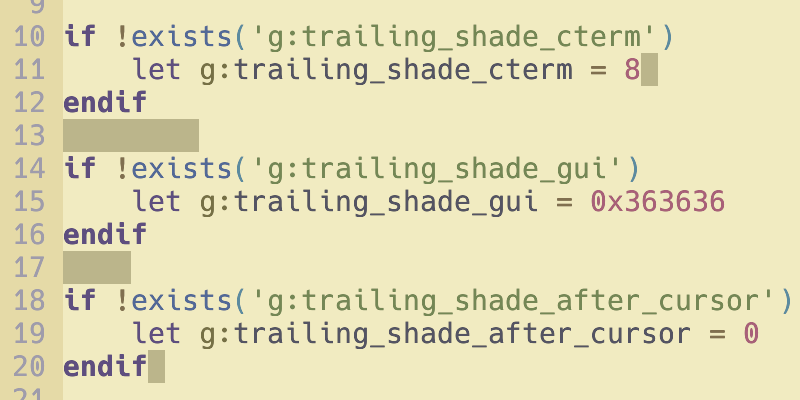 9
10 if !exists('g:trailing_shade_cterm')
11     let g:trailing_shade_cterm = 8
12 endif
13
14 if !exists('g:trailing_shade_gui')
15     let g:trailing_shade_gui = 0x363636
16 endif
17
18 if !exists('g:trailing_shade_after_cursor')
19     let g:trailing_shade_after_cursor = 0
20 endif
21